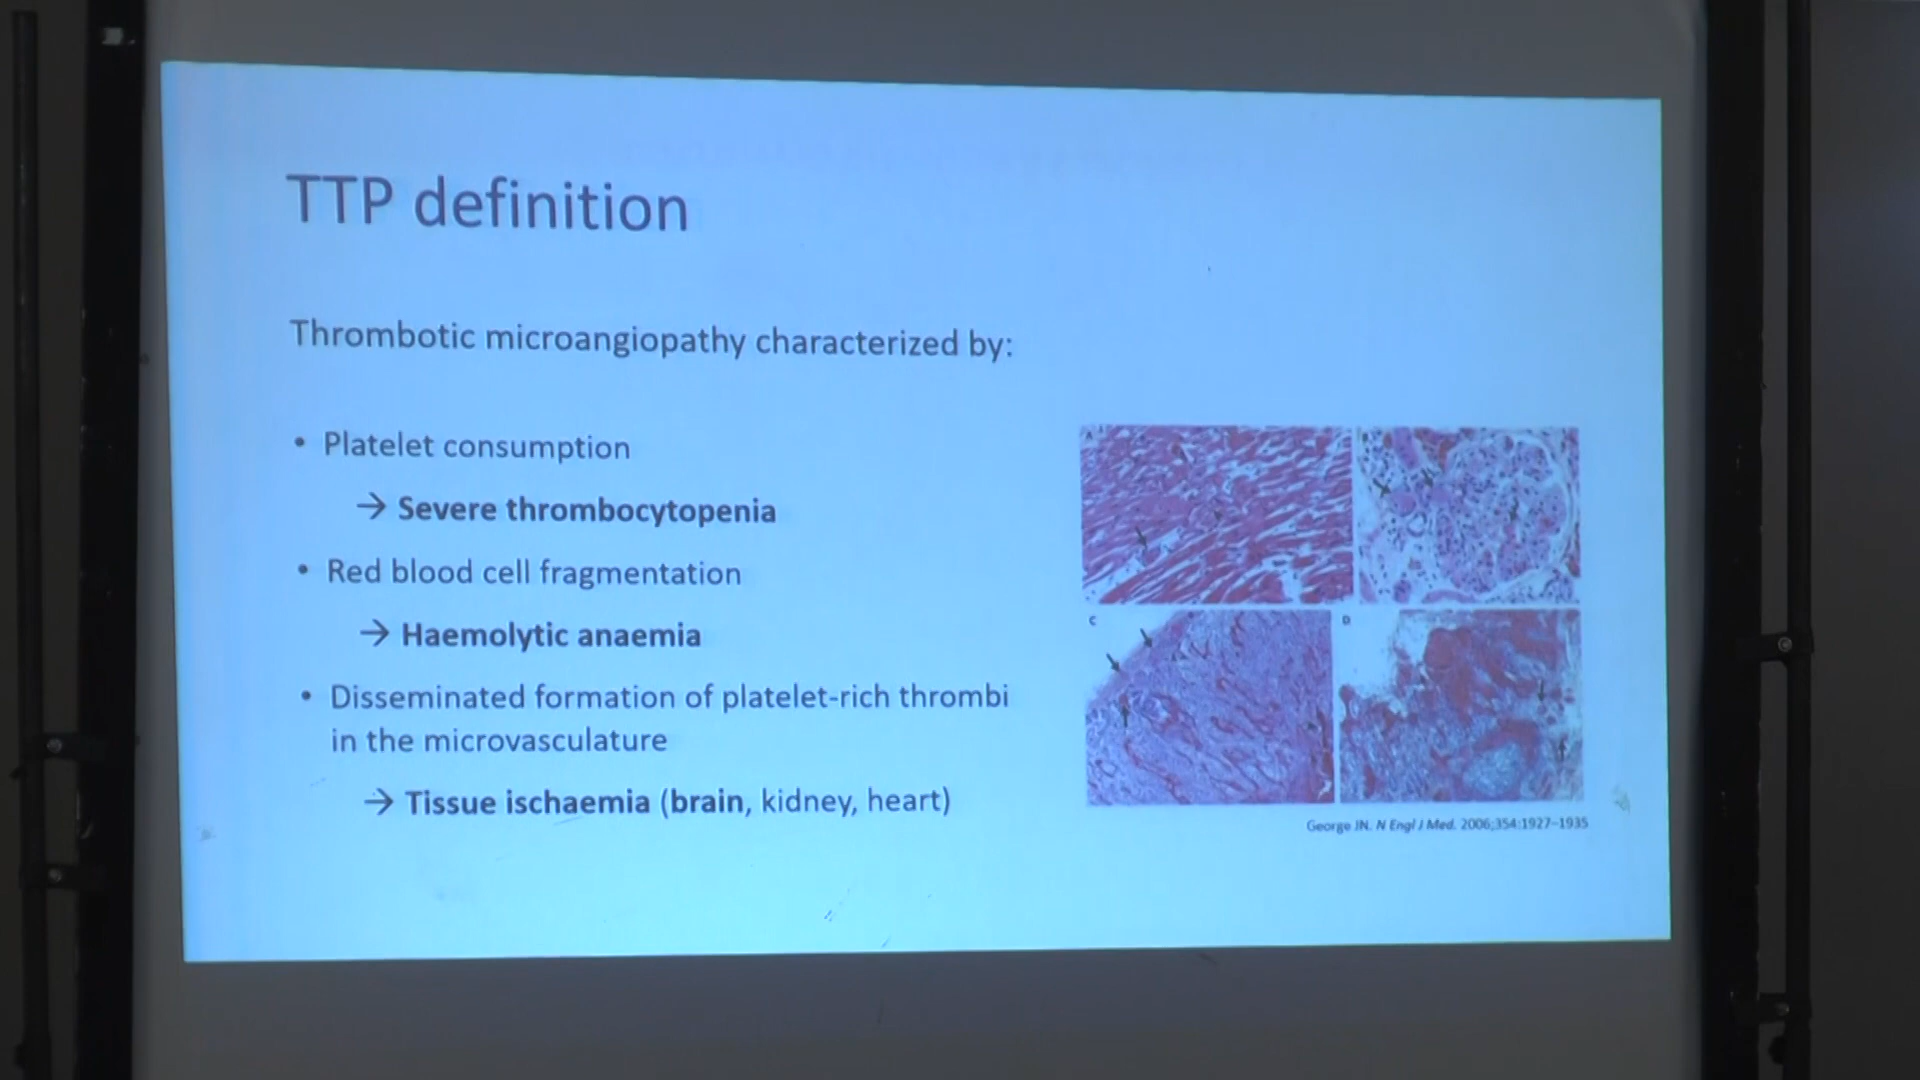 TTP definition
Thrombotic microangiopathy characterized by:
• Platelet consumption
→ Severe thrombocytopenia
• Red blood cell fragmentation
→ Haemolytic anaemia
• Disseminated formation of platelet-rich thrombi
in the microvasculature
→ Tissue ischaemia (brain, kidney, heart)
A
C
D
George JN. N Engl J Med. 2006;354:1927–1935